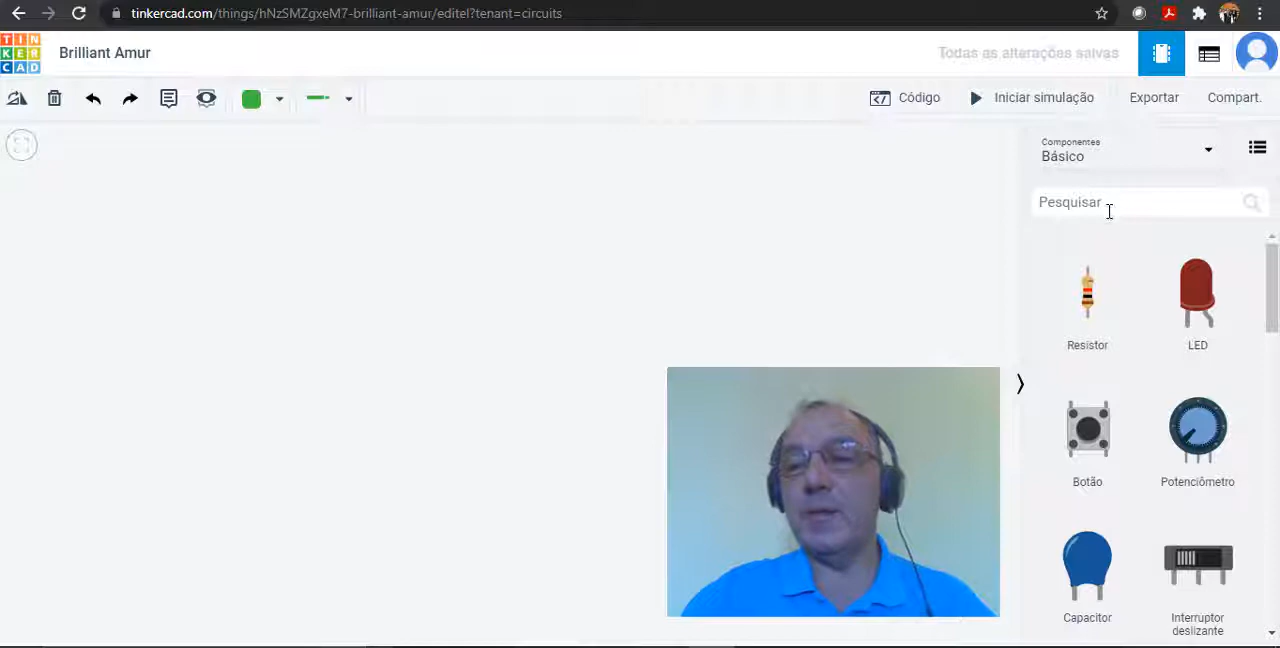 tinkercad.com/things/hNzSMZgxeM7-brilliant-amur/editel?tenant=circuits
TIN
KER
CAD
Brilliant Amur
Todas as alterações salvas
Código
Iniciar simulação
Exportar
Compart.
Componentes
Básico
Pesquisar
Resistor
LED
Botão
Potenciômetro
Capacitor
Interruptor
deslizante